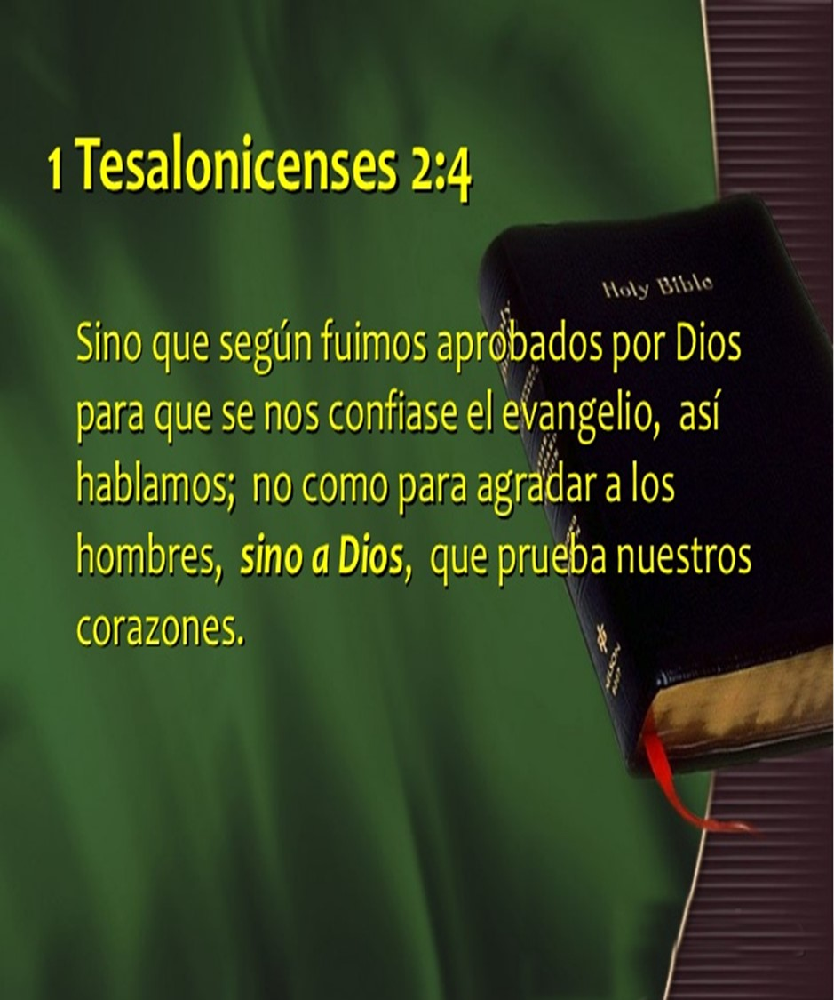 1 Tesalonicenses 2:4
Holy Bible
Sino que según fuimos aprobados por Dios
para que se nos confiase el evangelio, así
hablamos; no como para agradar a los
hombres, sino a Dios, que prueba nuestros
corazones.
NELSON